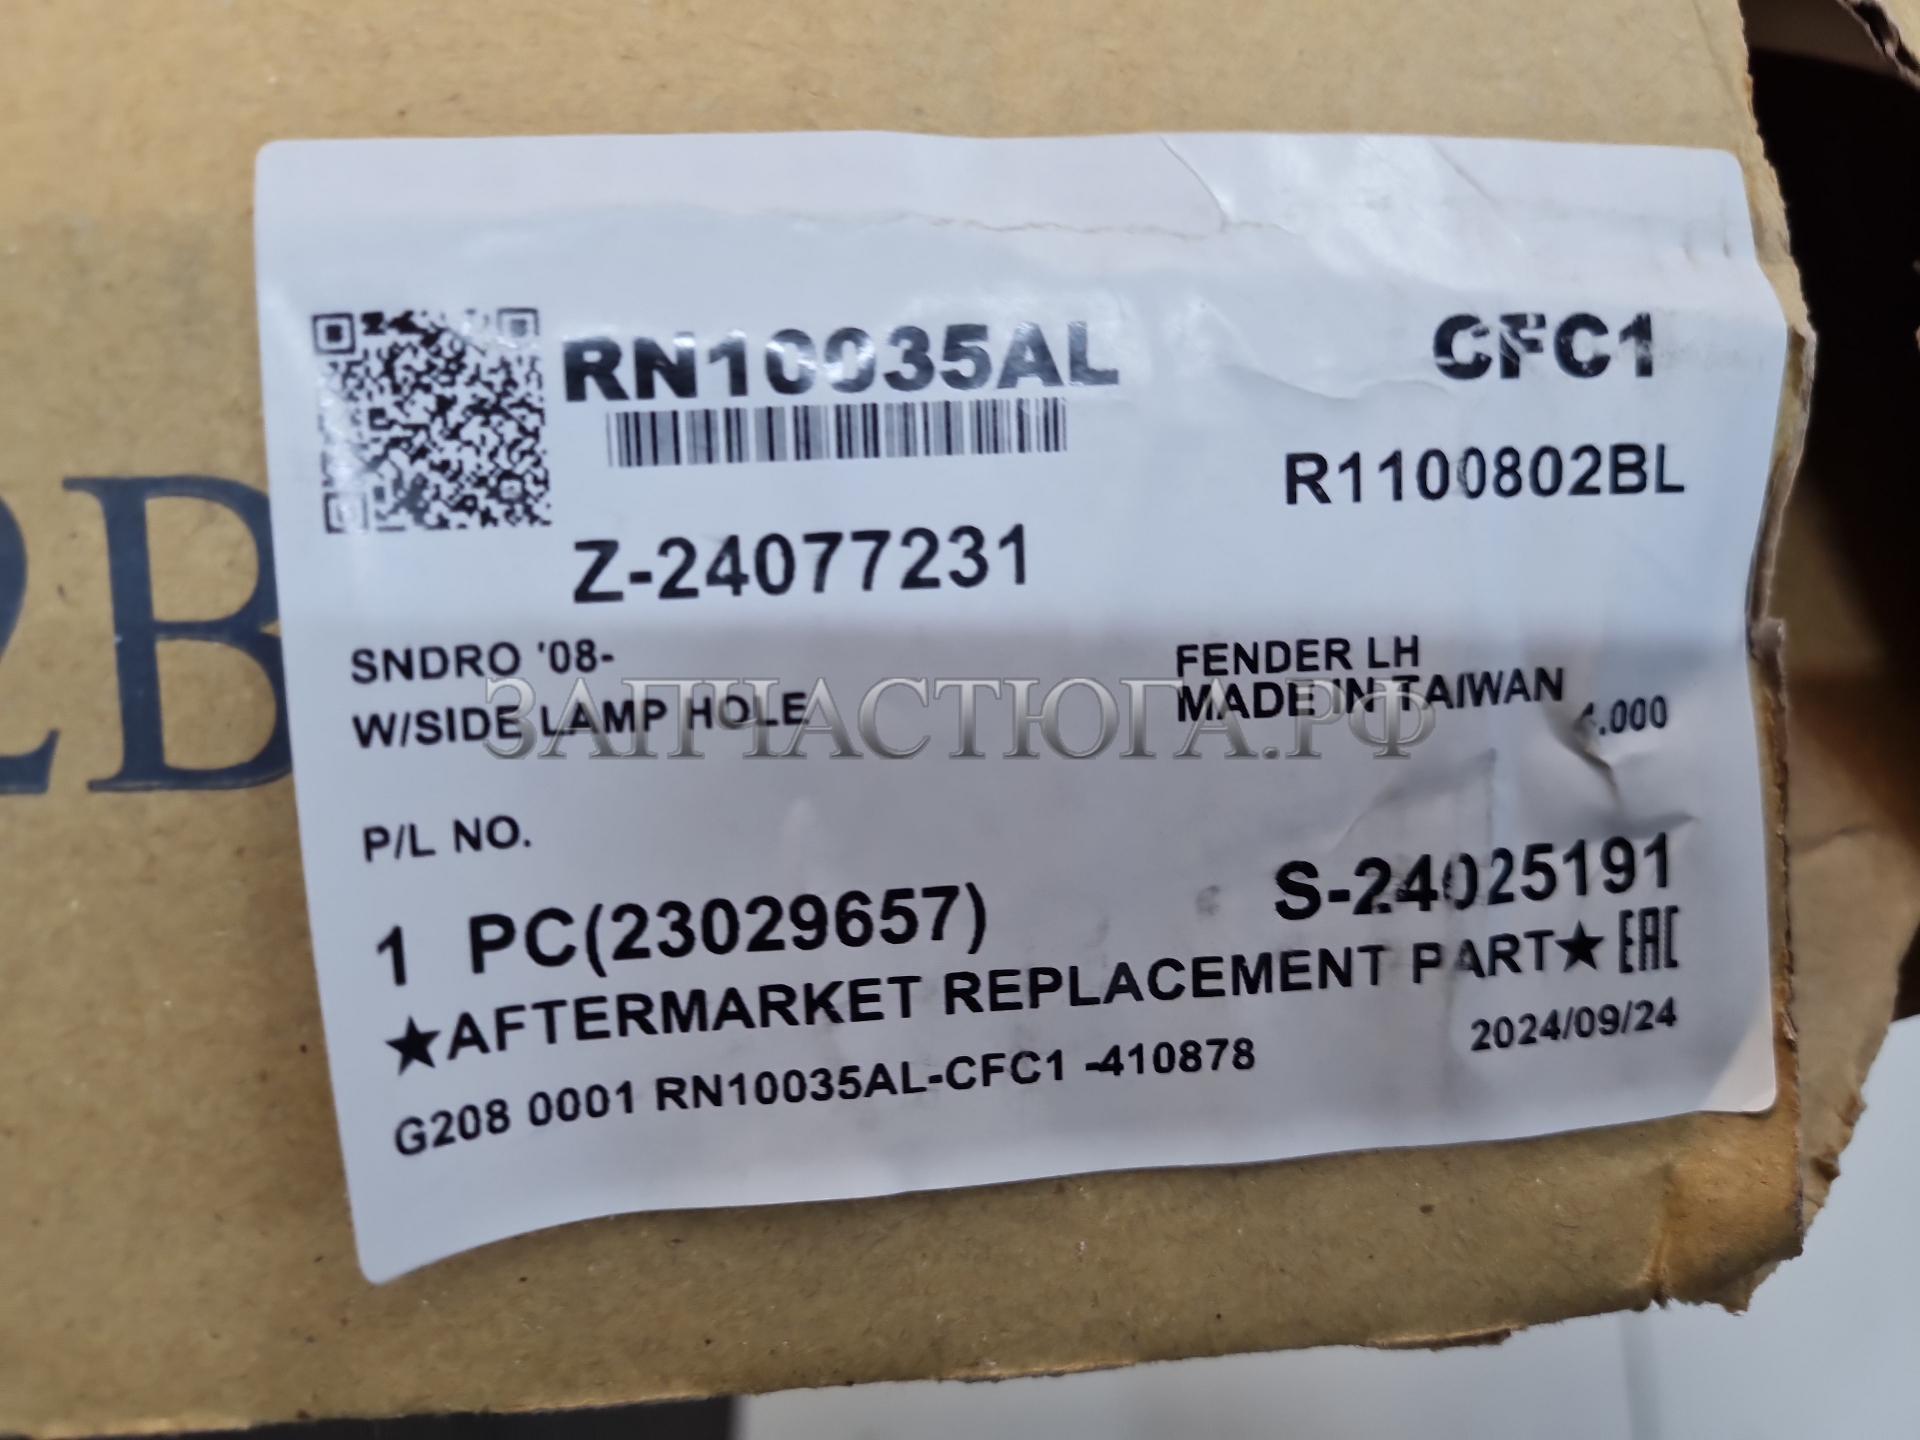 RN10035AL
CFC1
R1100802BL
Z-24077231
SNDRO '08-
W/SIDE LAMP HOLE
FENDER LH
MADE IN TAIWAN
P/L NO.
S-24025191
1 PC(23029657)
★AFTERMARKET REPLACEMENT PART★ EAC
2024/09/24
G208 0001 RN10035AL-CFC1 -410878
2B
ЗАПЧАСТЮГА.РФ